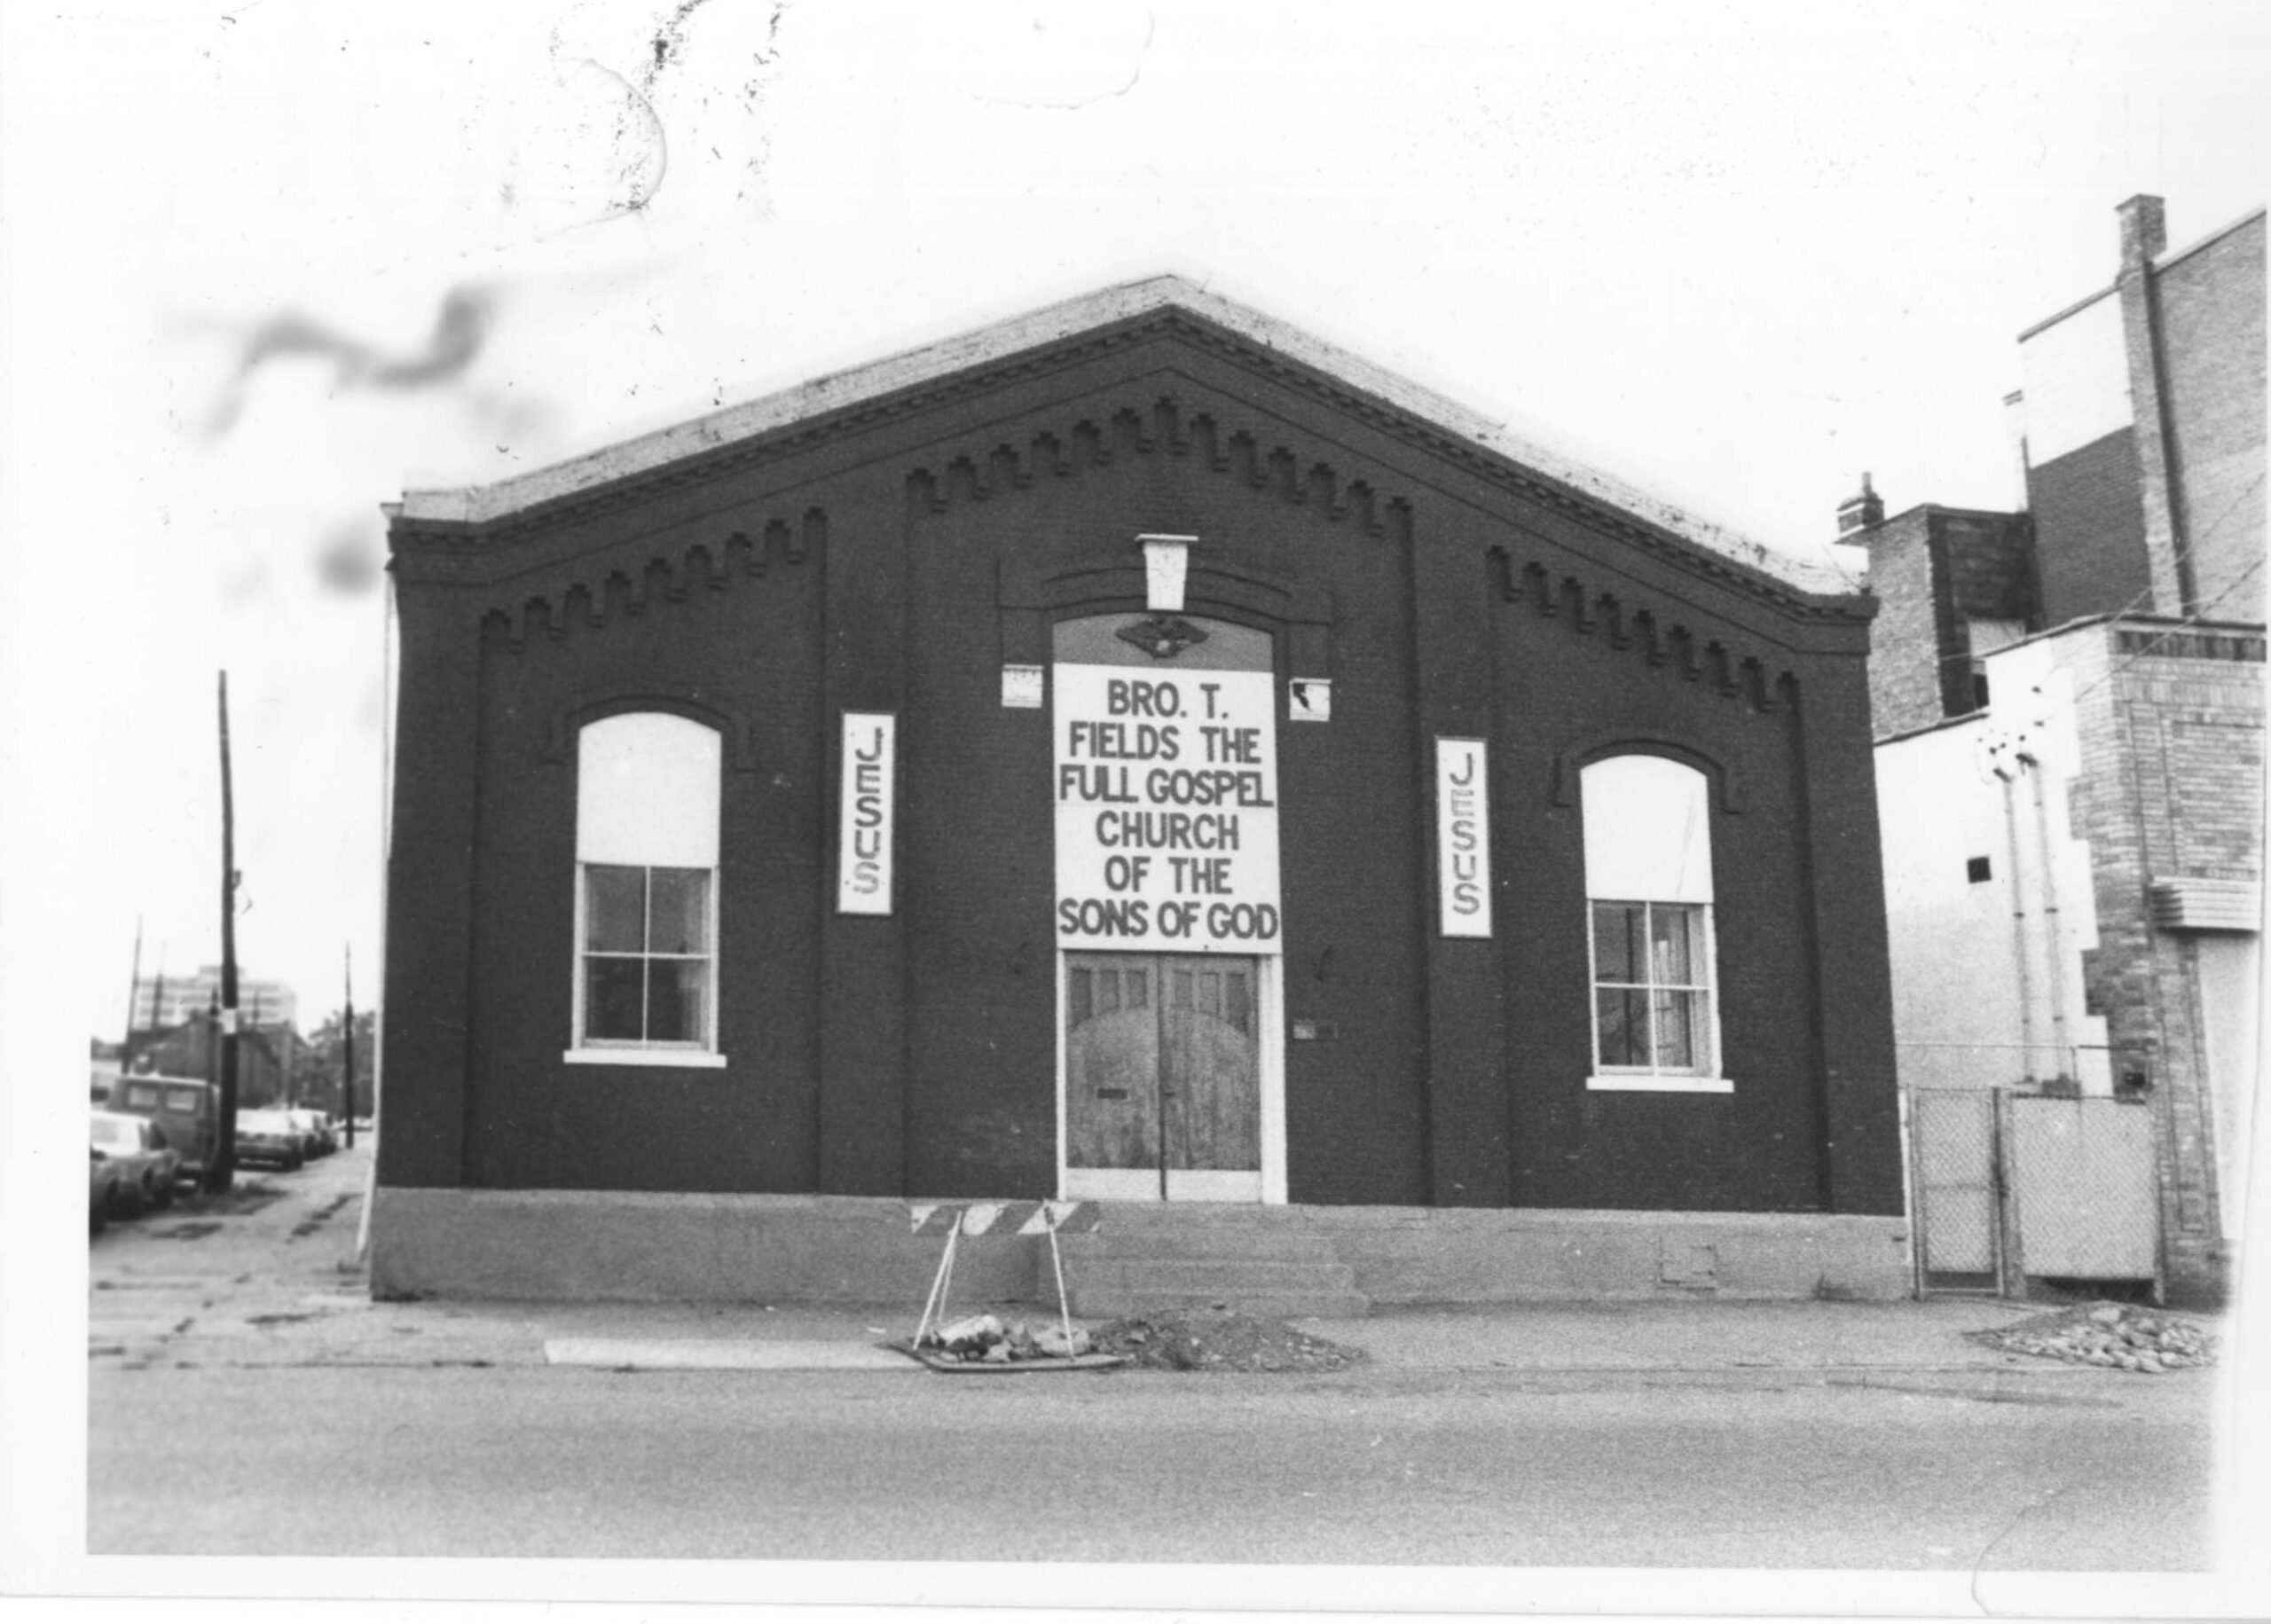 BRO. T.
FIELDS THE
FULL GOSPEL
CHURCH
OF THE
SONS OF GOD
JESUS
JESUS